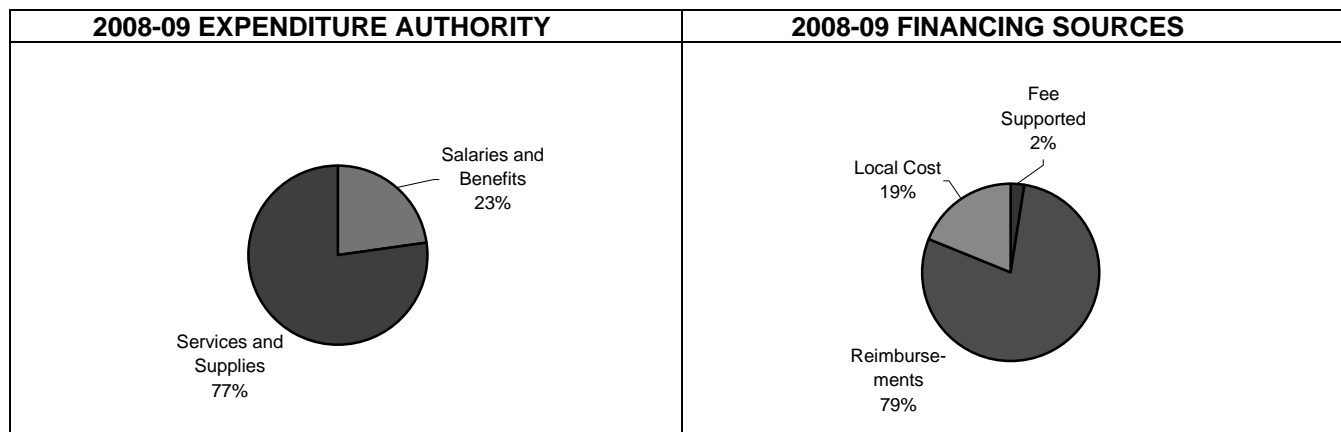 2008-09 EXPENDITURE AUTHORITY
Salaries and
Benefits
23%
Services and
Supplies
77%
2008-09 FINANCING SOURCES
Fee
Supported
2%
Local Cost
19%
Reimburse-
ments
79%